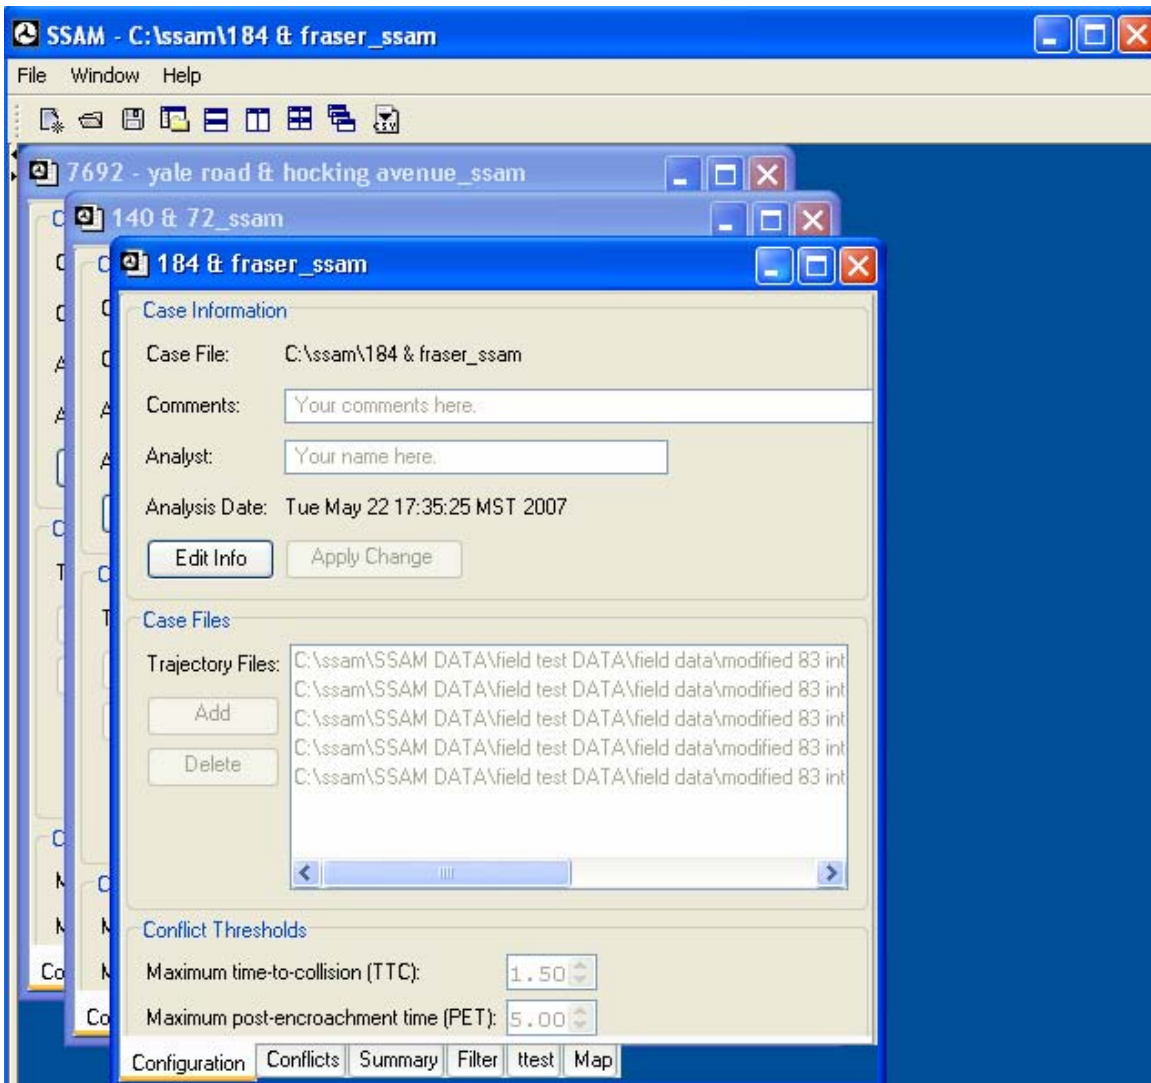 SSAM - C:\ssam\184 & fraser_ssam
File Window Help
7692 - yale road & hocking avenue_ssam
140 & 72_ssam
184 & fraser_ssam
Case Information
Case File: C:\ssam\184 & fraser_ssam
Comments: Your comments here.
Analyst: Your name here.
Analysis Date: Tue May 22 17:35:25 MST 2007
Edit Info Apply Change
Case Files
Trajectory Files: C:\ssam\SSAM DATA\field test DATA\field data\modified 83 int
C:\ssam\SSAM DATA\field test DATA\field data\modified 83 int
Add C:\ssam\SSAM DATA\field test DATA\field data\modified 83 int
C:\ssam\SSAM DATA\field test DATA\field data\modified 83 int
Delete C:\ssam\SSAM DATA\field test DATA\field data\modified 83 int
Conflict Thresholds
Maximum time-to-collision (TTC): 1.50
Maximum post-encroachment time (PET): 5.00
Configuration Conflicts Summary Filter ttest Map